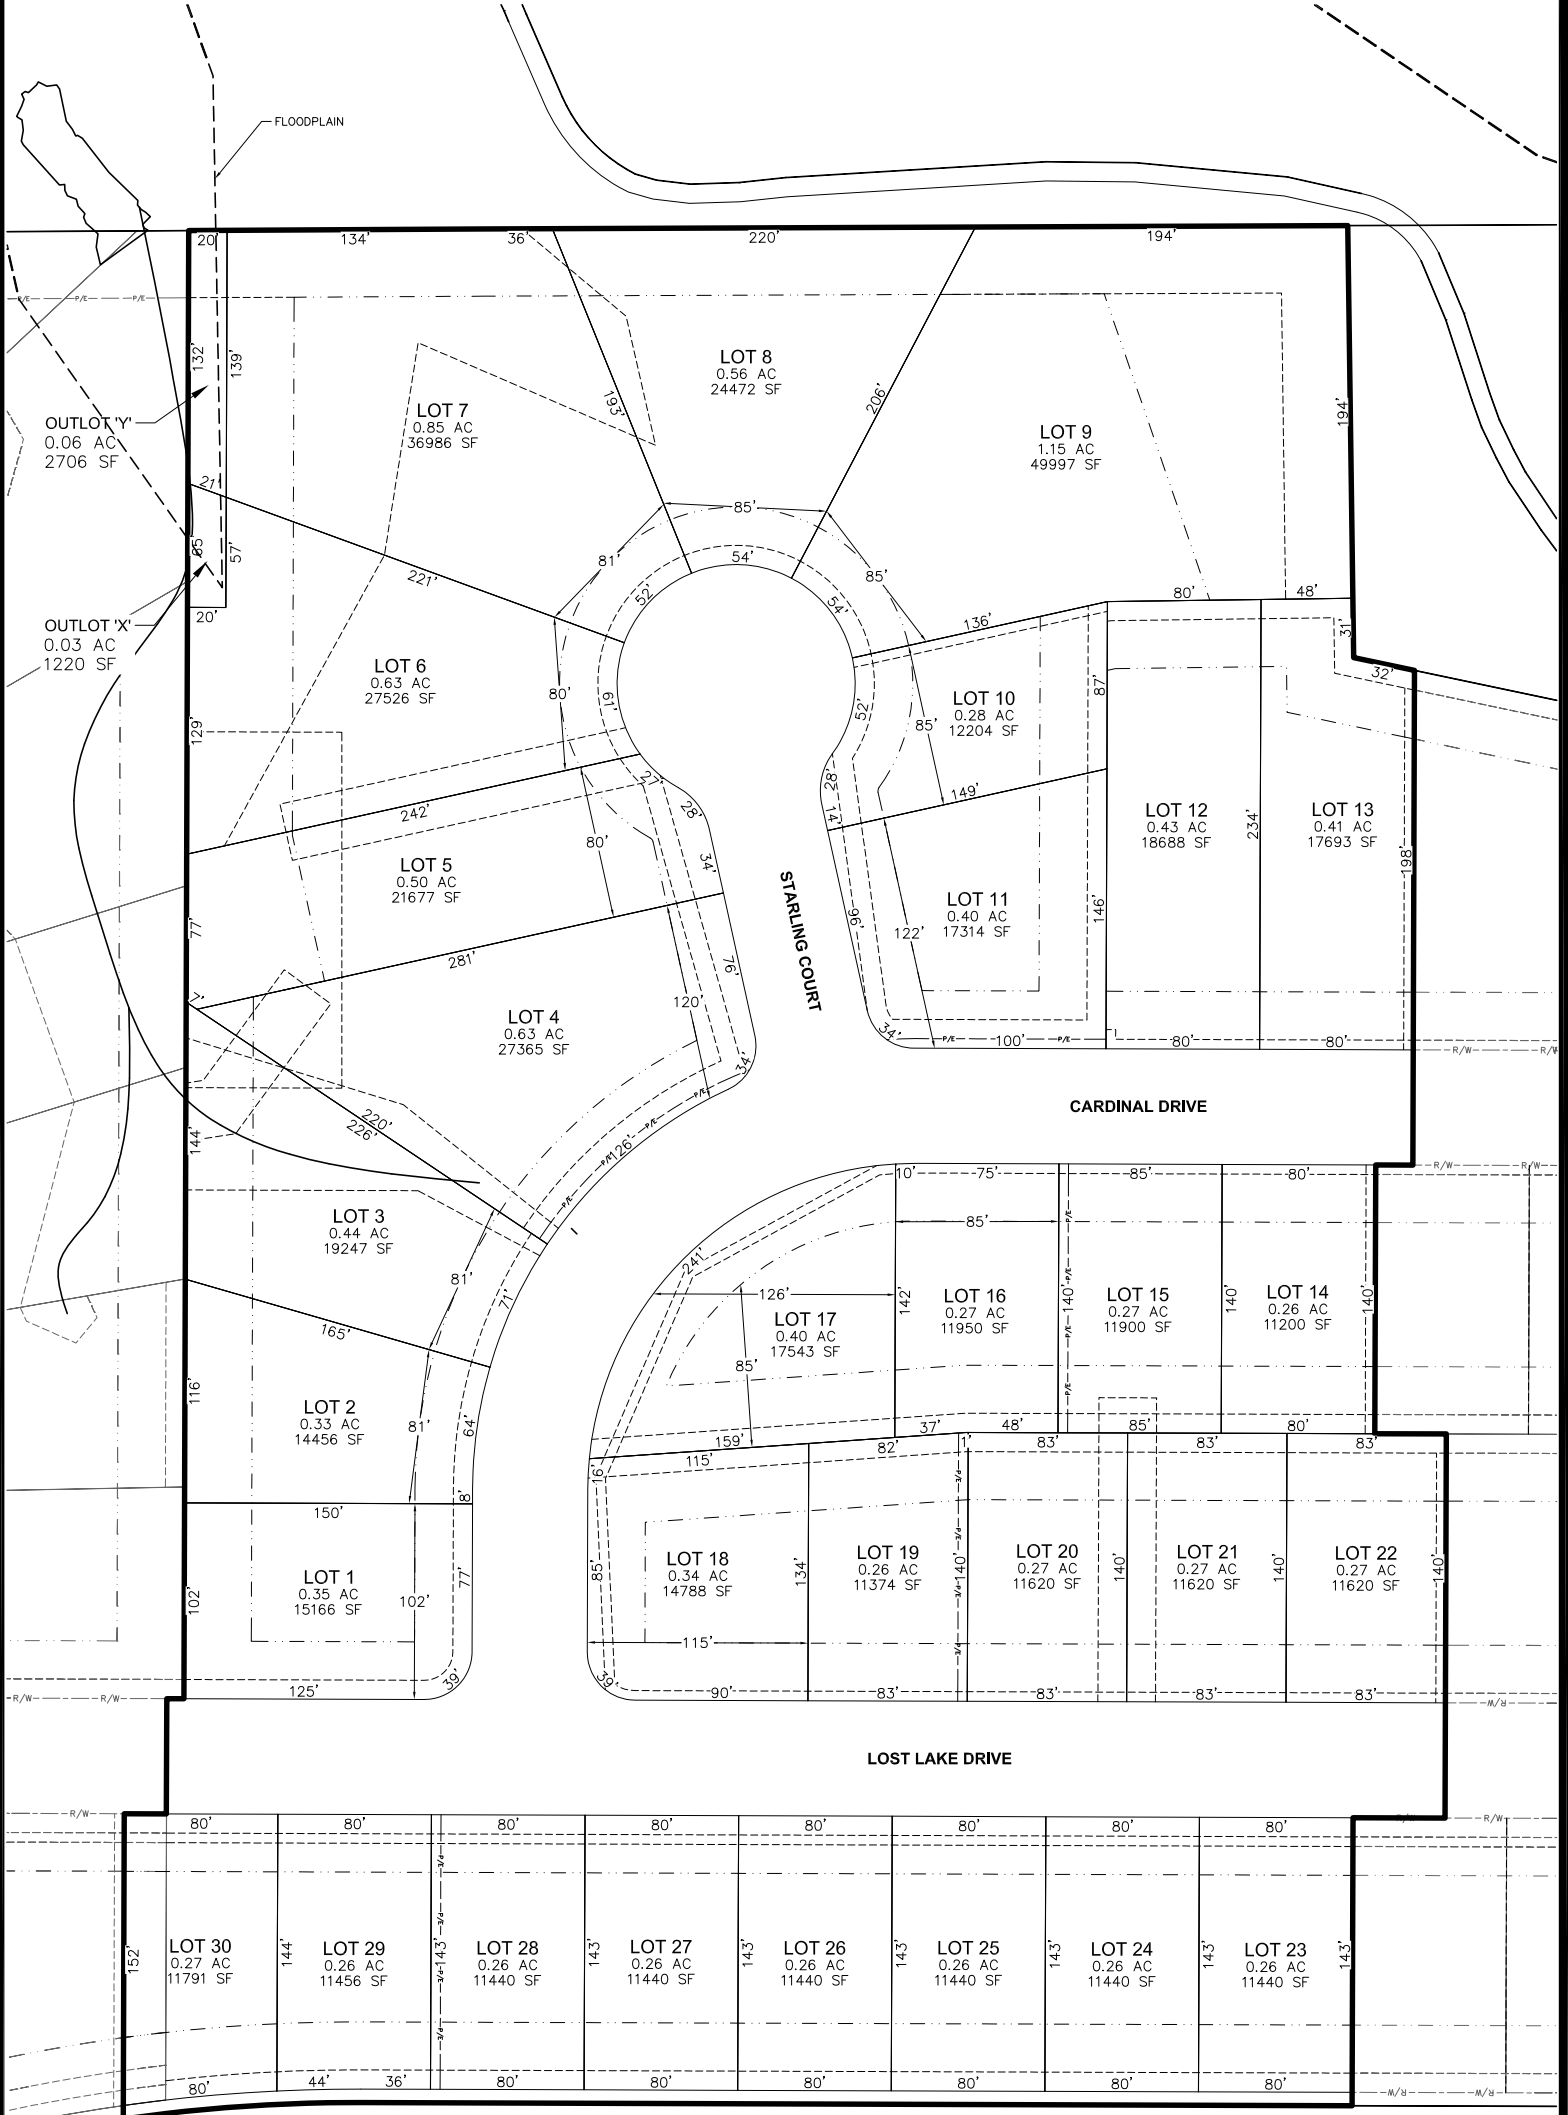 FLOODPLAIN
20'
134'
36'
220'
194'
P/E
P/E
P/E
132'
139'
OUTLOT 'Y'
0.06 AC
2706 SF
LOT 7
0.85 AC
36986 SF
193'
LOT 8
0.56 AC
24472 SF
206'
LOT 9
1.15 AC
49997 SF
194'
21'
65'
57'
20'
OUTLOT 'X'
0.03 AC
1220 SF
221'
81'
85'
85'
52'
54'
54'
136'
80'
48'
31'
32'
LOT 6
0.63 AC
27526 SF
129'
80'
61'
52'
85'
LOT 10
0.28 AC
12204 SF
87'
27'
28'
28'
14'
149'
242'
80'
34'
LOT 5
0.50 AC
21677 SF
77'
LOT 12
0.43 AC
18688 SF
234'
LOT 13
0.41 AC
17693 SF
198'
STARLING COURT
96'
122'
LOT 11
0.40 AC
17314 SF
146'
281'
76'
7'
120'
LOT 4
0.63 AC
27365 SF
34'
34'
P/E
100'
P/E
80'
80'
R/W
R/W
P/E
P/E
126'
P/E
P/E
CARDINAL DRIVE
220'
226'
144'
R/W
R/W
10'
75'
85'
80'
LOT 3
0.44 AC
19247 SF
81'
71'
241'
126'
85'
LOT 17
0.40 AC
17543 SF
85'
142'
LOT 16
0.27 AC
11950 SF
P/E
140'
P/E
P/E
P/E
LOT 15
0.27 AC
11900 SF
140'
LOT 14
0.26 AC
11200 SF
140'
165'
116'
LOT 2
0.33 AC
14456 SF
81'
64'
8'
159'
37'
48'
85'
80'
115'
82'
1'
83'
83'
83'
16'
150'
LOT 1
0.35 AC
15166 SF
102'
102'
77'
39'
125'
R/W
R/W
85'
LOT 18
0.34 AC
14788 SF
115'
134'
LOT 19
0.26 AC
11374 SF
P/E
P/E
140'
P/E
P/E
LOT 20
0.27 AC
11620 SF
140'
LOT 21
0.27 AC
11620 SF
140'
LOT 22
0.27 AC
11620 SF
140'
39'
90'
83'
83'
83'
83'
R/W
LOST LAKE DRIVE
R/W
R/W
R/W
80'
80'
80'
80'
80'
80'
80'
80'
152'
LOT 30
0.27 AC
11791 SF
144'
LOT 29
0.26 AC
11456 SF
P/E
P/E
143'
P/E
P/E
LOT 28
0.26 AC
11440 SF
143'
LOT 27
0.26 AC
11440 SF
143'
LOT 26
0.26 AC
11440 SF
143'
LOT 25
0.26 AC
11440 SF
143'
LOT 24
0.26 AC
11440 SF
143'
LOT 23
0.26 AC
11440 SF
143'
80'
44'
36'
80'
80'
80'
80'
80'
80'
R/W
R/W